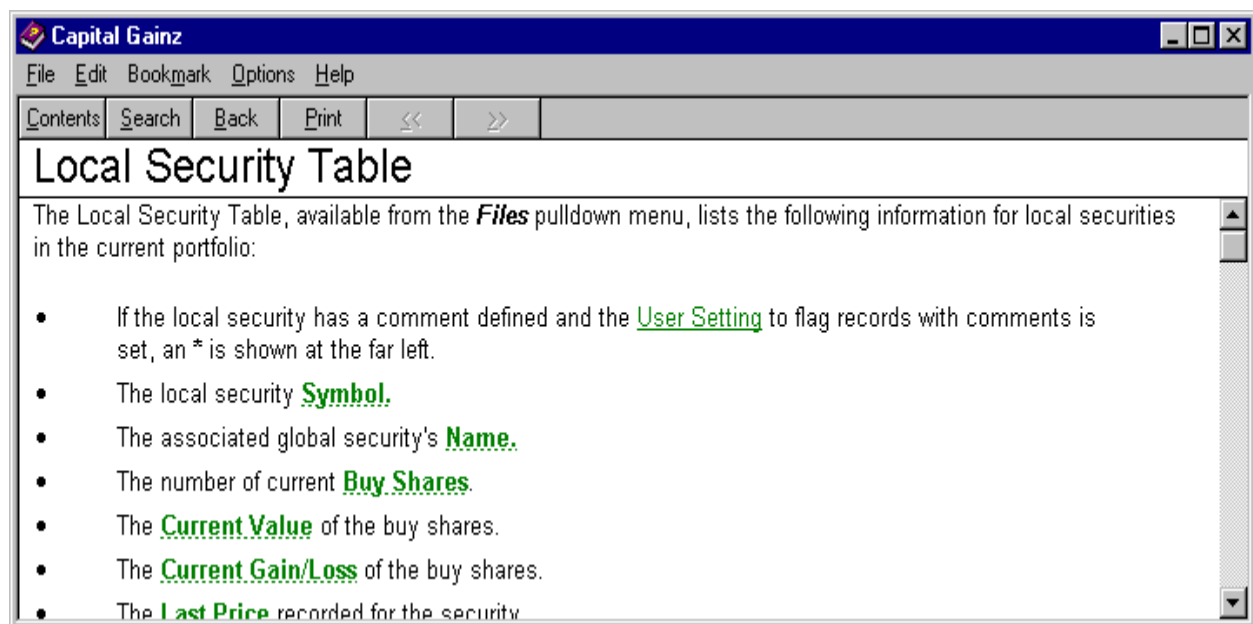 Capital Gainz
File Edit Bookmark Options Help
Contents Search Back Print << >>
Local Security Table
The Local Security Table, available from the Files pulldown menu, lists the following information for local securities
in the current portfolio:
• If the local security has a comment defined and the User Setting to flag records with comments is
set, an * is shown at the far left.
• The local security Symbol.
• The associated global security's Name.
• The number of current Buy Shares.
• The Current Value of the buy shares.
• The Current Gain/Loss of the buy shares.
• The Last Price recorded for the security